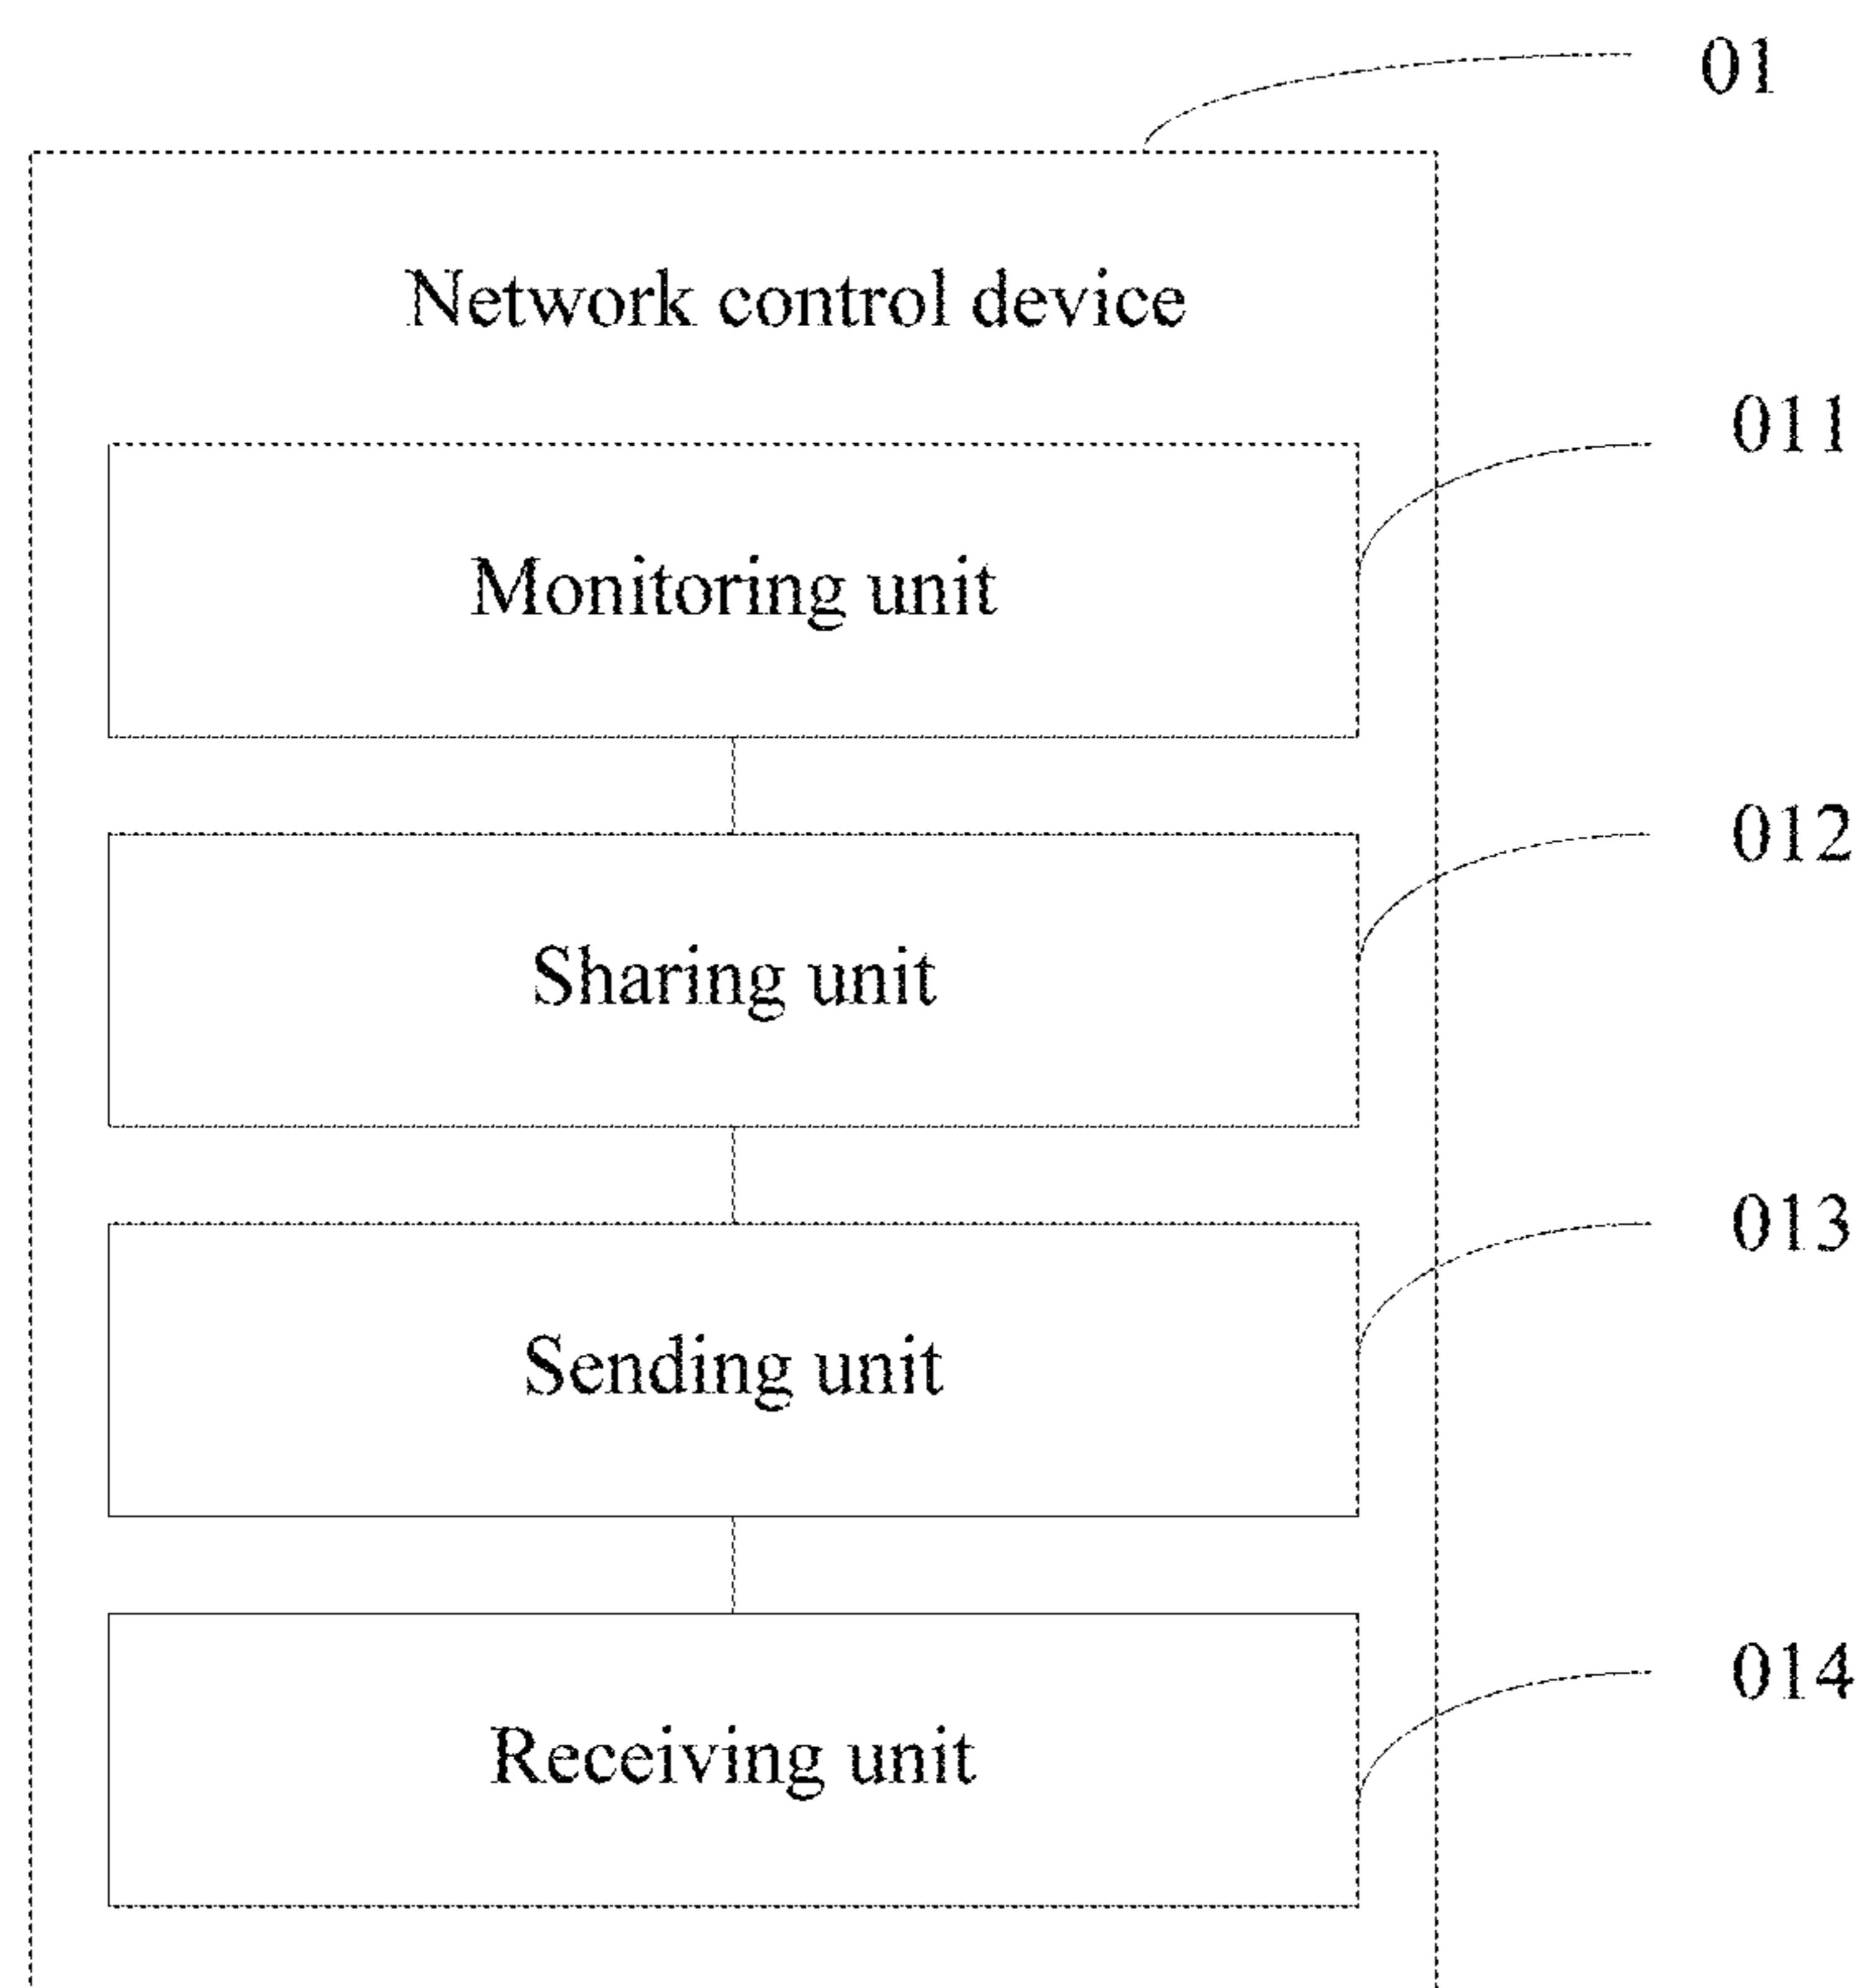 01
Network control device
011
Monitoring unit
012
Sharing unit
013
Sending unit
014
Receiving unit